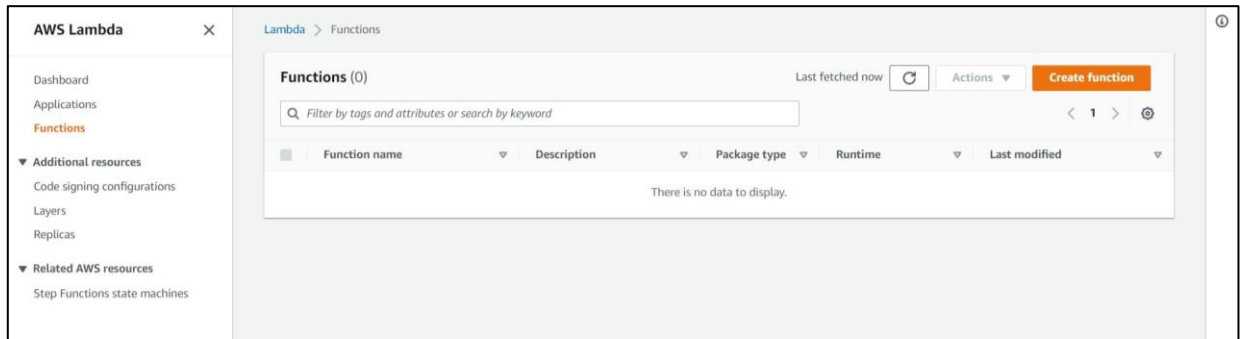 AWS Lambda
Dashboard
Applications
Functions
Additional resources
Code signing configurations
Layers
Replicas
Related AWS resources
Step Functions state machines
Lambda > Functions
Functions (0)
Last fetched now
Actions
Create function
Filter by tags and attributes or search by keyword
< 1 >
Function name Description Package type Runtime Last modified
There is no data to display.